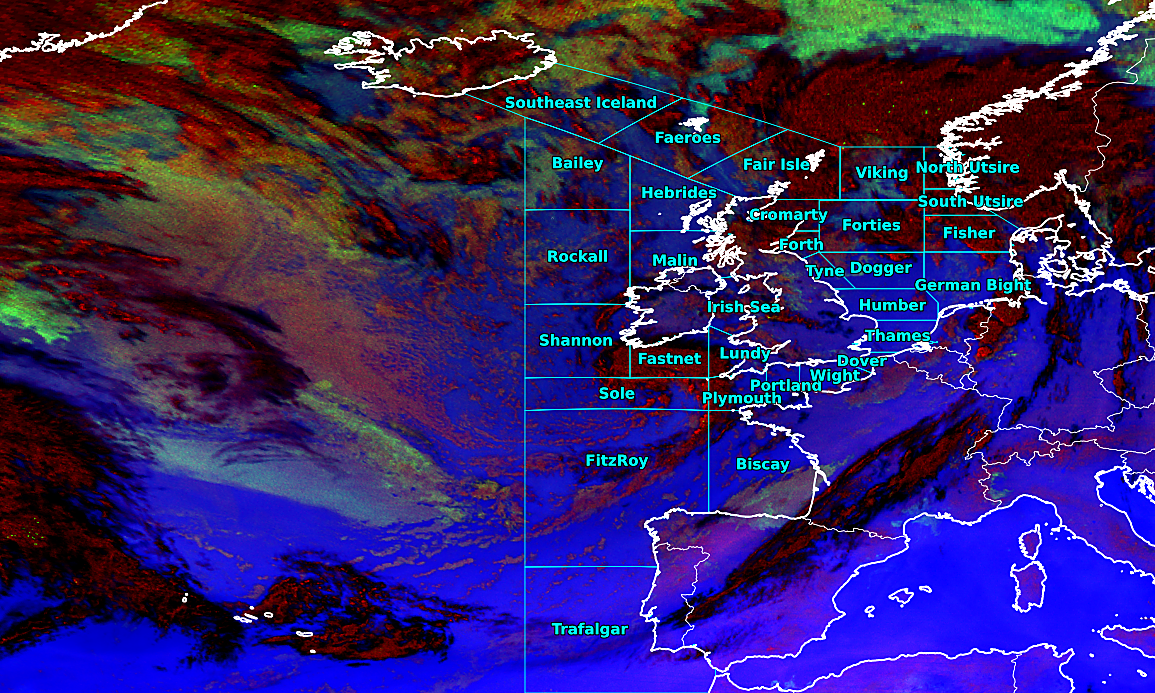 Southeast Iceland
Faeroes
Bailey
Fair Isle
Viking
North Utsire
Hebrides
South Utsire
Cromarty
Forties
Fisher
Forth
Rockall
Malin
Tyne
Dogger
German Bight
Irish Sea
Humber
Shannon
Thames
Fastnet
Lundy
Dover
Wight
Portland
Sole
Plymouth
FitzRoy
Biscay
Trafalgar